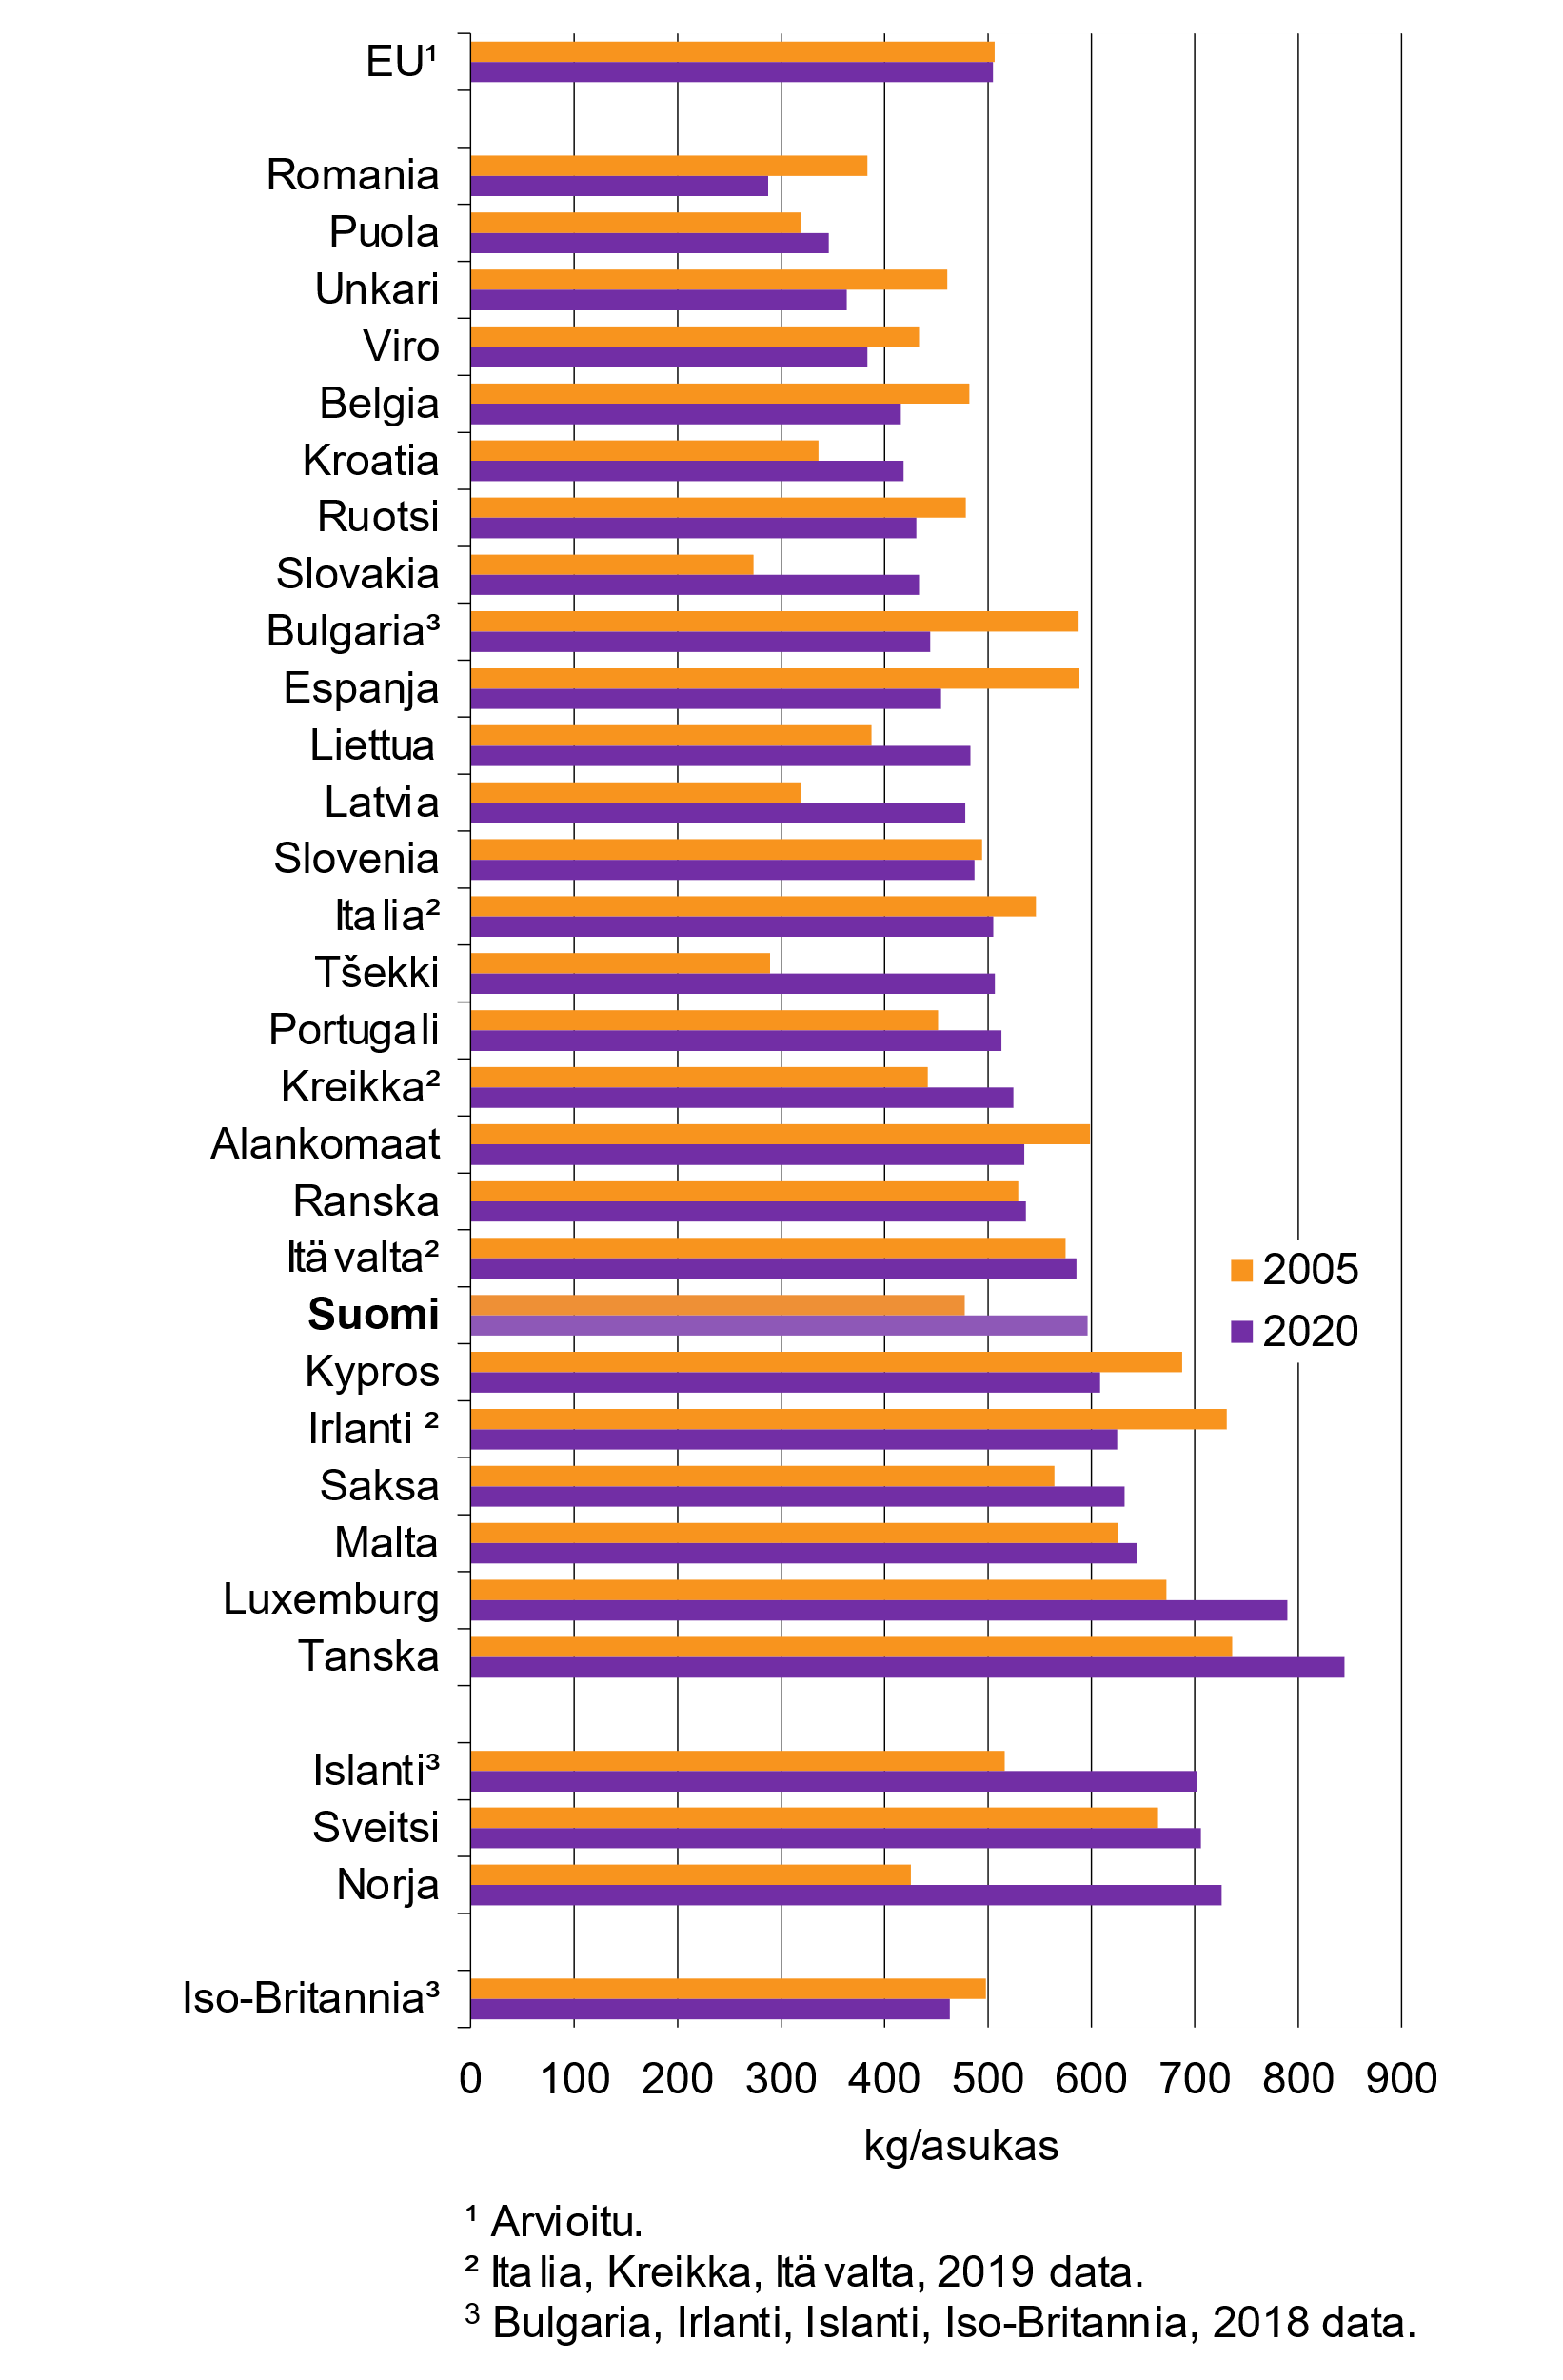 EU¹
Romania
Puola
Unkari
Viro
Belgia
Kroatia
Ruotsi
Slovakia
Bulgaria³
Espanja
Liettua
Latvia
Slovenia
Italia²
Tšekki
Portugali
Kreikka²
Alankomaat
Ranska
Itävalta²
2005
Suomi
2020
Kypros
Irlanti ²
Saksa
Malta
Luxemburg
Tanska
Islanti³
Sveitsi
Norja
Iso-Britannia³
0 100 200 300 400 500 600 700 800 900
kg/asukas
¹ Arvioitu.
² Italia, Kreikka, Itävalta, 2019 data.
³ Bulgaria, Irlanti, Islanti, Iso-Britannia, 2018 data.